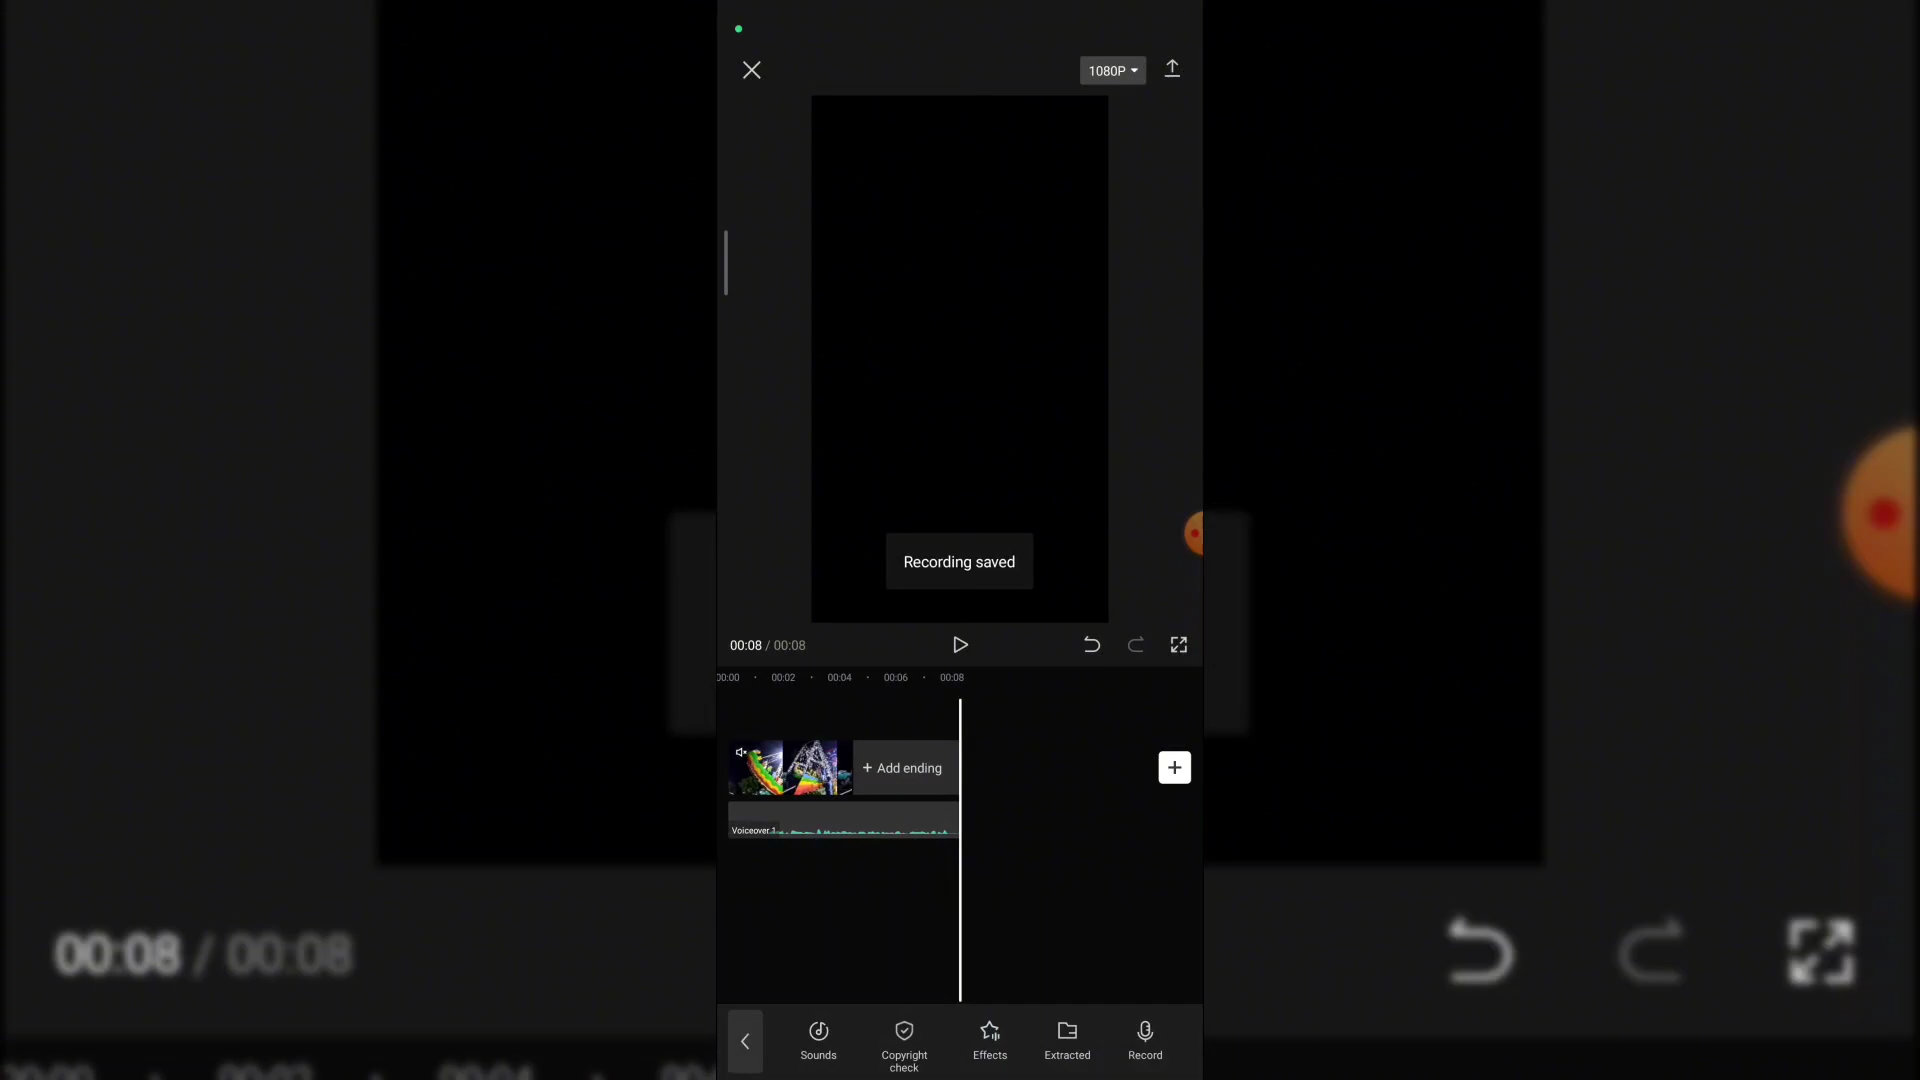 1080P
Recording saved
00:08 / 00:08
00:00 · 00:02 · 00:04 · 00:06 · 00:08
+ Add ending
+
Voiceover 1
00:08 / 00:08
Sounds
Copyright
check
Effects
Extracted
Record